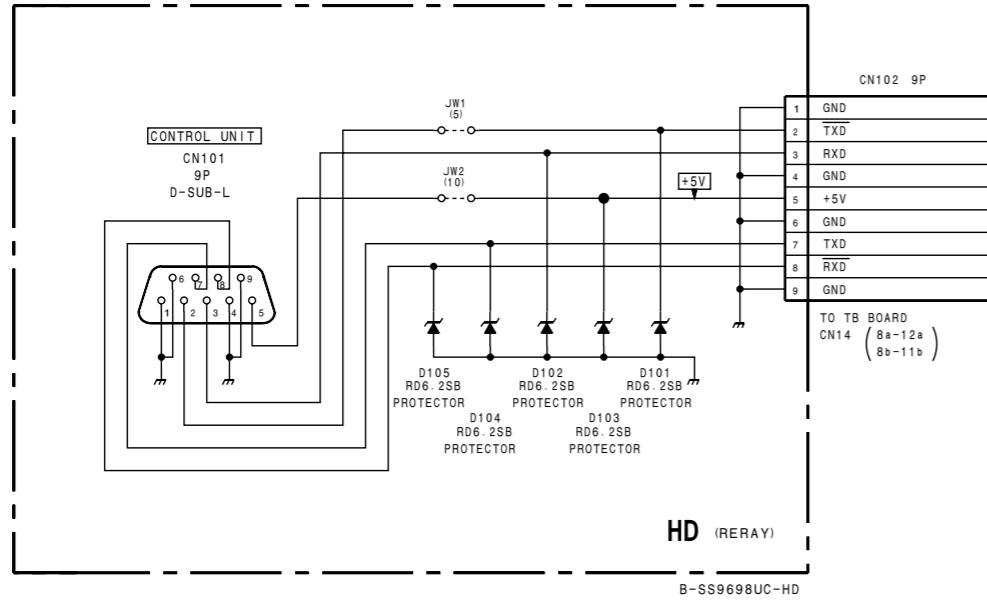 CN102 9P
JW1
(5)
1 GND
2 TXD
3 RXD
4 GND
5 +5V
6 GND
7 TXD
8 RXD
9 GND
CONTROL UNIT
CN101
9P
D-SUB-L
JW2
(10)
+5V
6 7 8 9
1 2 3 4 5
TO TB BOARD
CN14 (8a-12a
8b-11b)
D105
RD6.2SB
PROTECTOR
D102
RD6.2SB
PROTECTOR
D101
RD6.2SB
PROTECTOR
D104
RD6.2SB
PROTECTOR
D103
RD6.2SB
PROTECTOR
HD (RERAY)
B-SS9698UC-HD